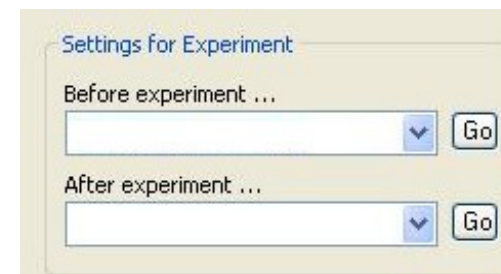 Settings for Experiment
Before experiment ...
Go
After experiment ...
Go